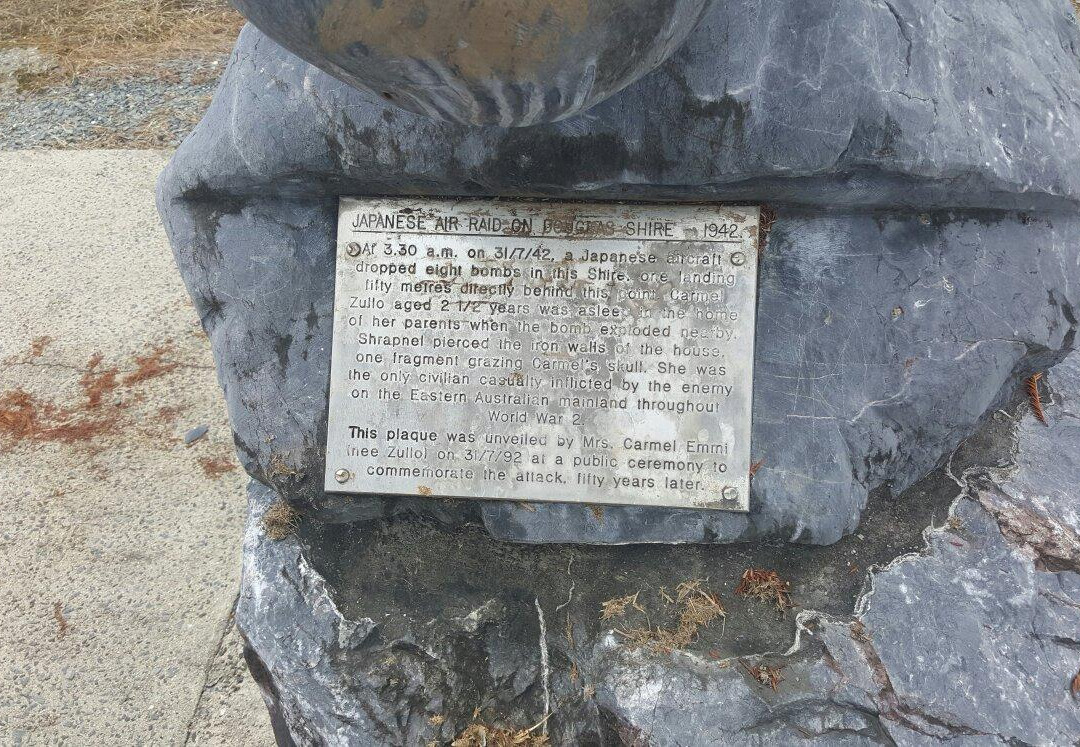 JAPANESE AIR RAID ON DOUGLAS SHIRE - 1942.
At 3.30 a.m. on 31/7/42, a Japanese aircraft
dropped eight bombs in this Shire, one landing
fifty metres directly behind this point. Carmel
Zullo aged 2 1/2 years was asleep in the home
of her parents when the bomb exploded nearby.
Shrapnel pierced the iron walls of the house,
one fragment grazing Carmel's skull. She was
the only civilian casualty inflicted by the enemy
on the Eastern Australian mainland throughout
World War 2.
This plaque was unveiled by Mrs. Carmel Emmi
(nee Zullo) on 31/7/92 at a public ceremony to
commemorate the attack, fifty years later.